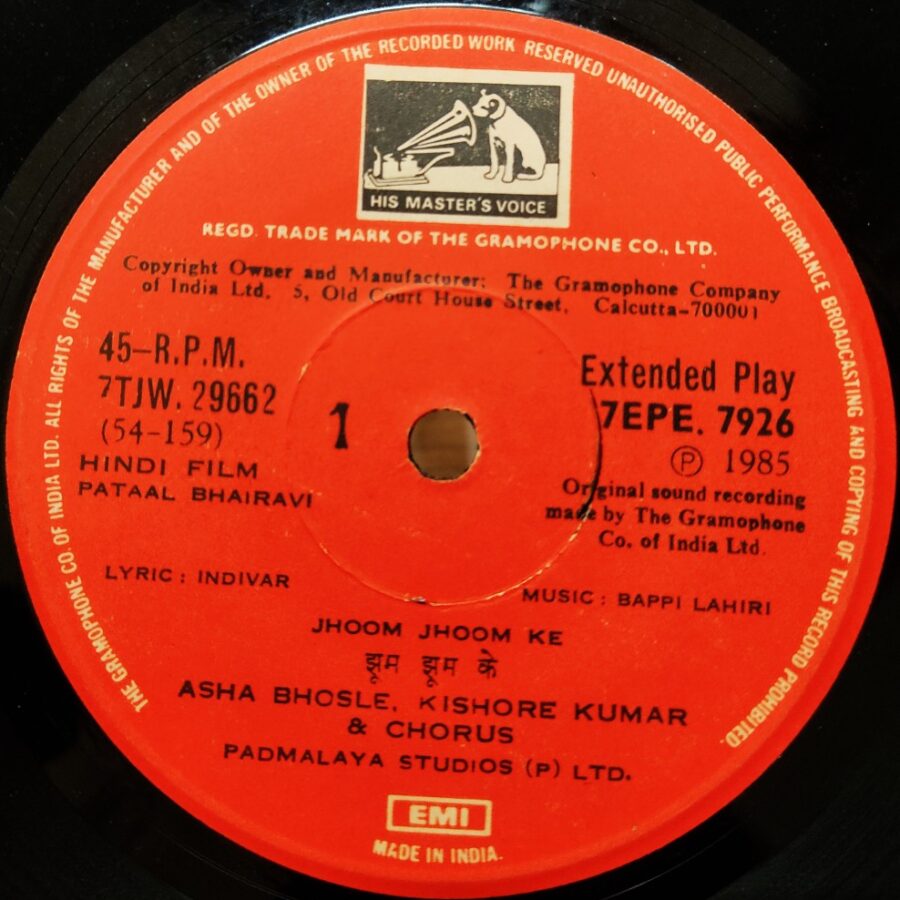 THE GRAMOPHONE CO. OF INDIA LTD. ALL RIGHTS OF THE MANUFACTURER AND OF THE OWNER OF THE RECORDED WORK RESERVED UNAUTHORISED PUBLIC PERFORMANCE BROADCASTING AND COPYING OF THIS RECORD PROHIBITED.
HIS MASTER'S VOICE
REGD. TRADE MARK OF THE GRAMOPHONE CO., LTD.
Copyright Owner and Manufacturer: The Gramophone Company
of India Ltd. 5, Old Court House Street, Calcutta-700001
45-R.P.M.
7TJW. 29662
(54-159)
HINDI FILM
PATAAL BHAIRAVI
1
Extended Play
7EPE. 7926
Ⓟ 1985
Original sound recording
made by The Gramophone
Co. of India Ltd.
LYRIC : INDIVAR
MUSIC : BAPPI LAHIRI
JHOOM JHOOM KE
झूम झूम के
ASHA BHOSLE, KISHORE KUMAR
& CHORUS
PADMALAYA STUDIOS (P) LTD.
EMI
MADE IN INDIA.